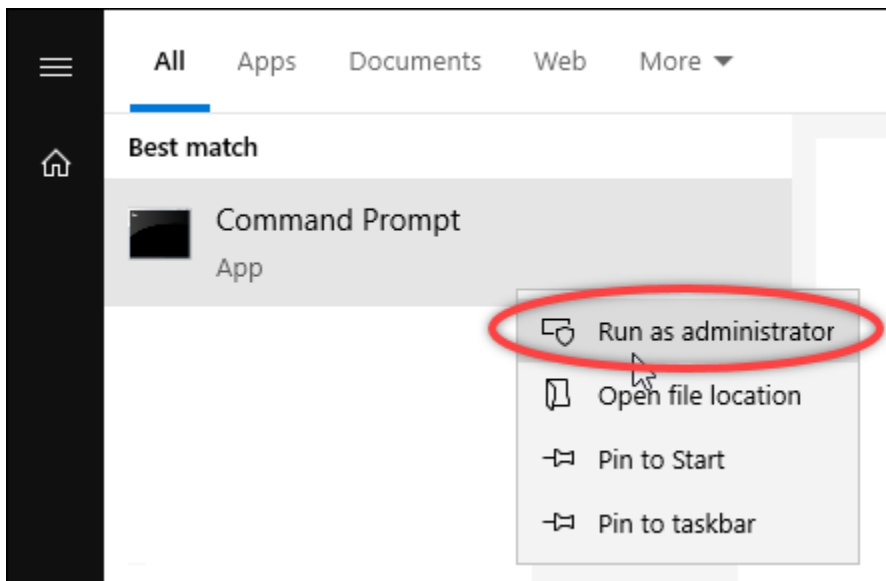 All Apps Documents Web More
Best match
Command Prompt
App
Run as administrator
Open file location
Pin to Start
Pin to taskbar